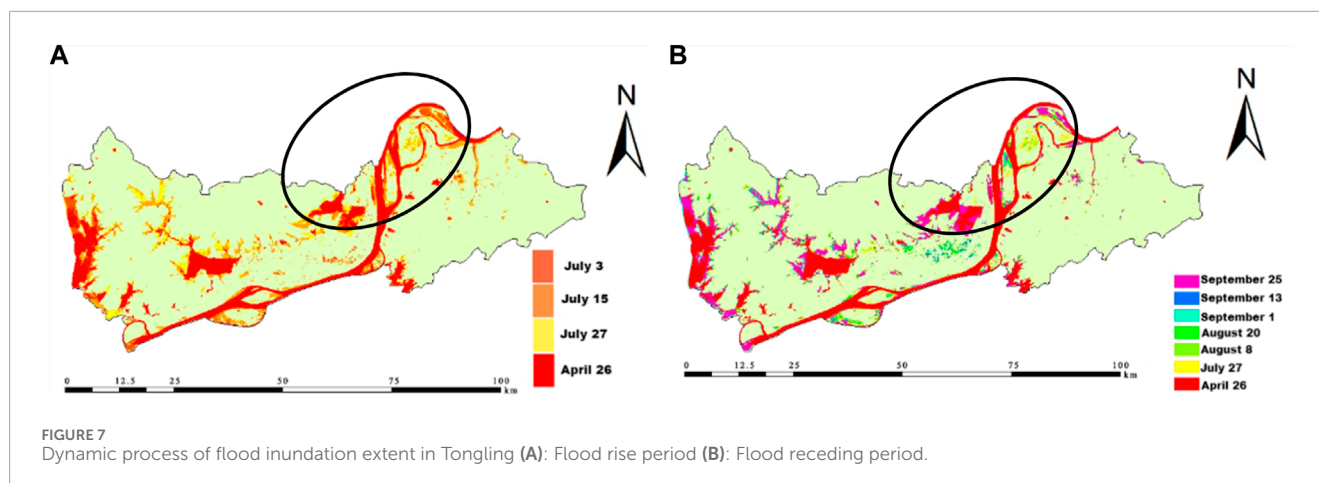 A
B
N
N
July 3
July 15
July 27
April 26
September 25
September 13
September 1
August 20
August 8
July 27
April 26
0 12.5 25 50 75 100
km
0 12.5 25 50 75 100
km
FIGURE 7
Dynamic process of flood inundation extent in Tongling (A): Flood rise period (B): Flood receding period.